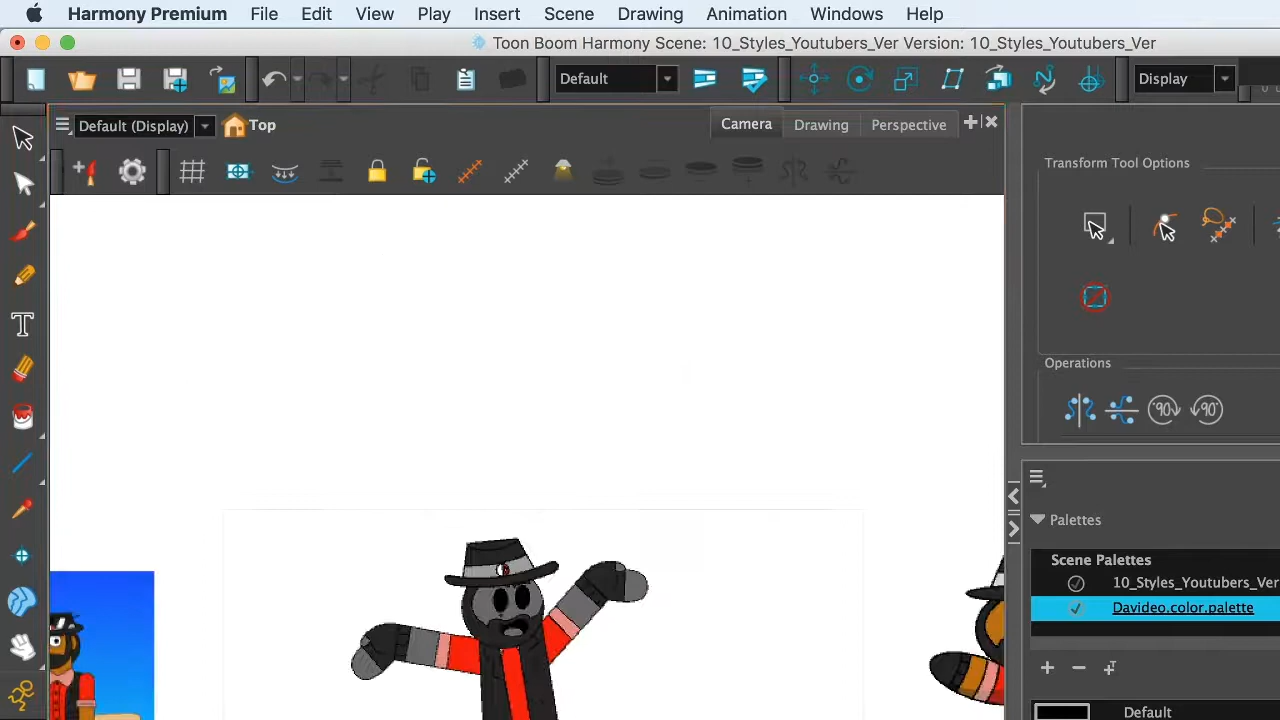 Harmony Premium File Edit View Play Insert Scene Drawing Animation Windows Help
Toon Boom Harmony Scene: 10_Styles_Youtubers_Ver Version: 10_Styles_Youtubers_Ver
Default
Display
Default (Display)
Top
Camera
Drawing
Perspective
Transform Tool Options
Operations
90
90°
Palettes
Scene Palettes
10_Styles_Youtubers_Ver
Davideo.color.palette
Default